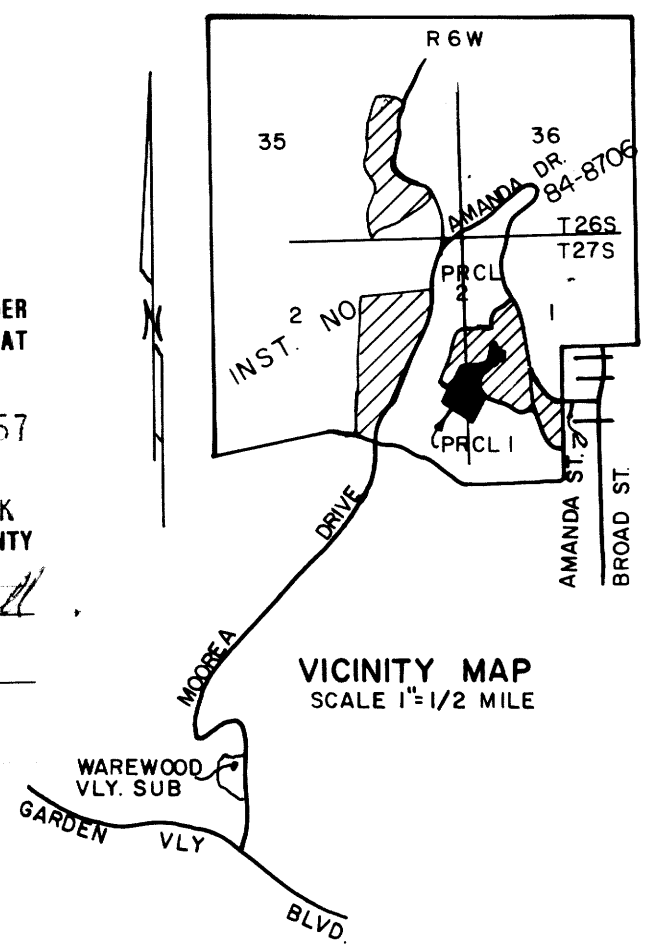 R 6 W
35
36
AMANDA DR.
84-8706
T26S
T27S
PRCL
2
2
1
INST. NO
ER
AT
57
K
NTY
PRCL 1
AMANDA ST.
BROAD ST.
MOOREA DRIVE
VICINITY MAP
SCALE 1"=1/2 MILE
WAREWOOD
VLY. SUB
GARDEN VLY BLVD.